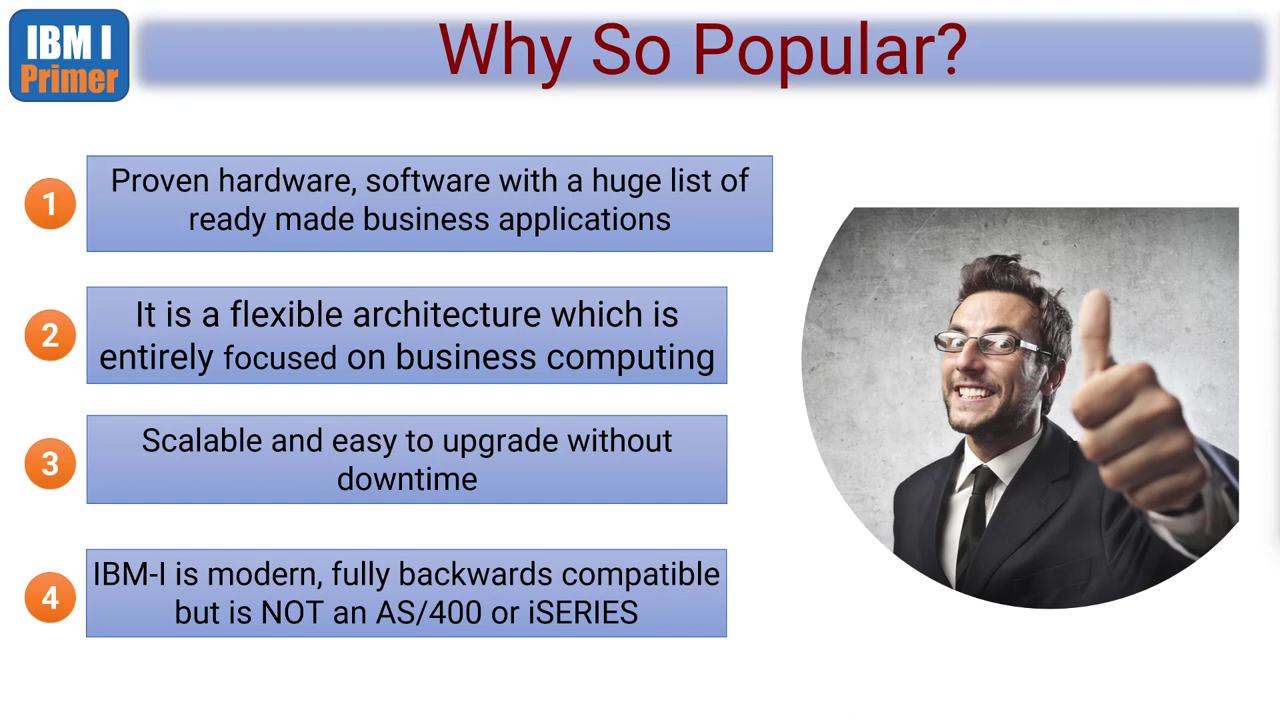 IBM I
Primer
Why So Popular?
1
Proven hardware, software with a huge list of
ready made business applications
2
It is a flexible architecture which is
entirely focused on business computing
3
Scalable and easy to upgrade without
downtime
4
IBM-I is modern, fully backwards compatible
but is NOT an AS/400 or iSERIES